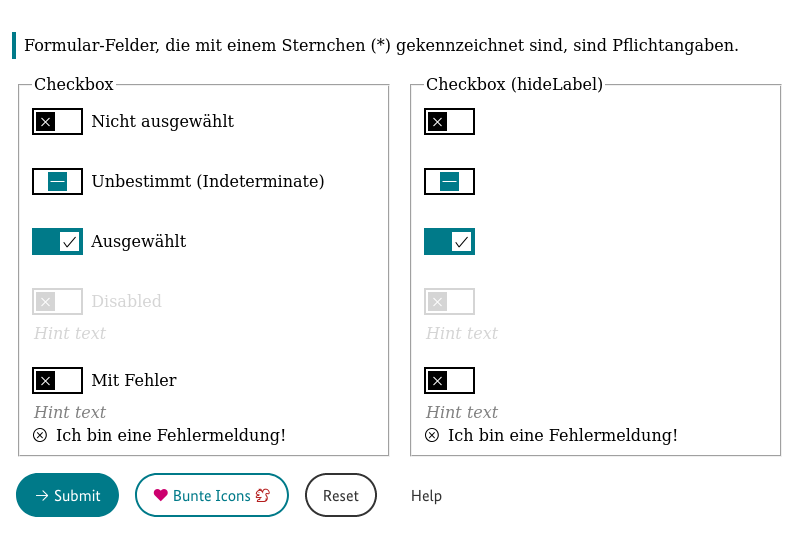 Formular-Felder, die mit einem Sternchen (*) gekennzeichnet sind, sind Pflichtangaben.
Checkbox
Nicht ausgewählt
Unbestimmt (Indeterminate)
Ausgewählt
Disabled
Hint text
Mit Fehler
Hint text
Ich bin eine Fehlermeldung!
Checkbox (hideLabel)
Hint text
Hint text
Ich bin eine Fehlermeldung!
Submit
Bunte Icons
Reset
Help